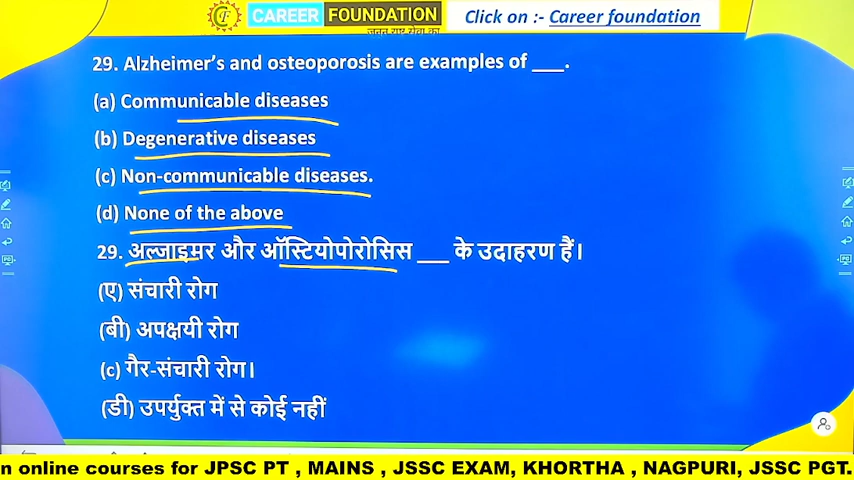 CAREER FOUNDATION
Click on :- Career foundation
29. Alzheimer's and osteoporosis are examples of ___.
(a) Communicable diseases
(b) Degenerative diseases
(c) Non-communicable diseases.
(d) None of the above
29. अल्जाइमर और ऑस्टियोपोरोसिस ___ के उदाहरण हैं।
(ए) संचारी रोग
(बी) अपक्षयी रोग
(c) गैर-संचारी रोग।
(डी) उपर्युक्त में से कोई नहीं
n online courses for JPSC PT , MAINS , JSSC EXAM, KHORTHA , NAGPURI, JSSC PGT.